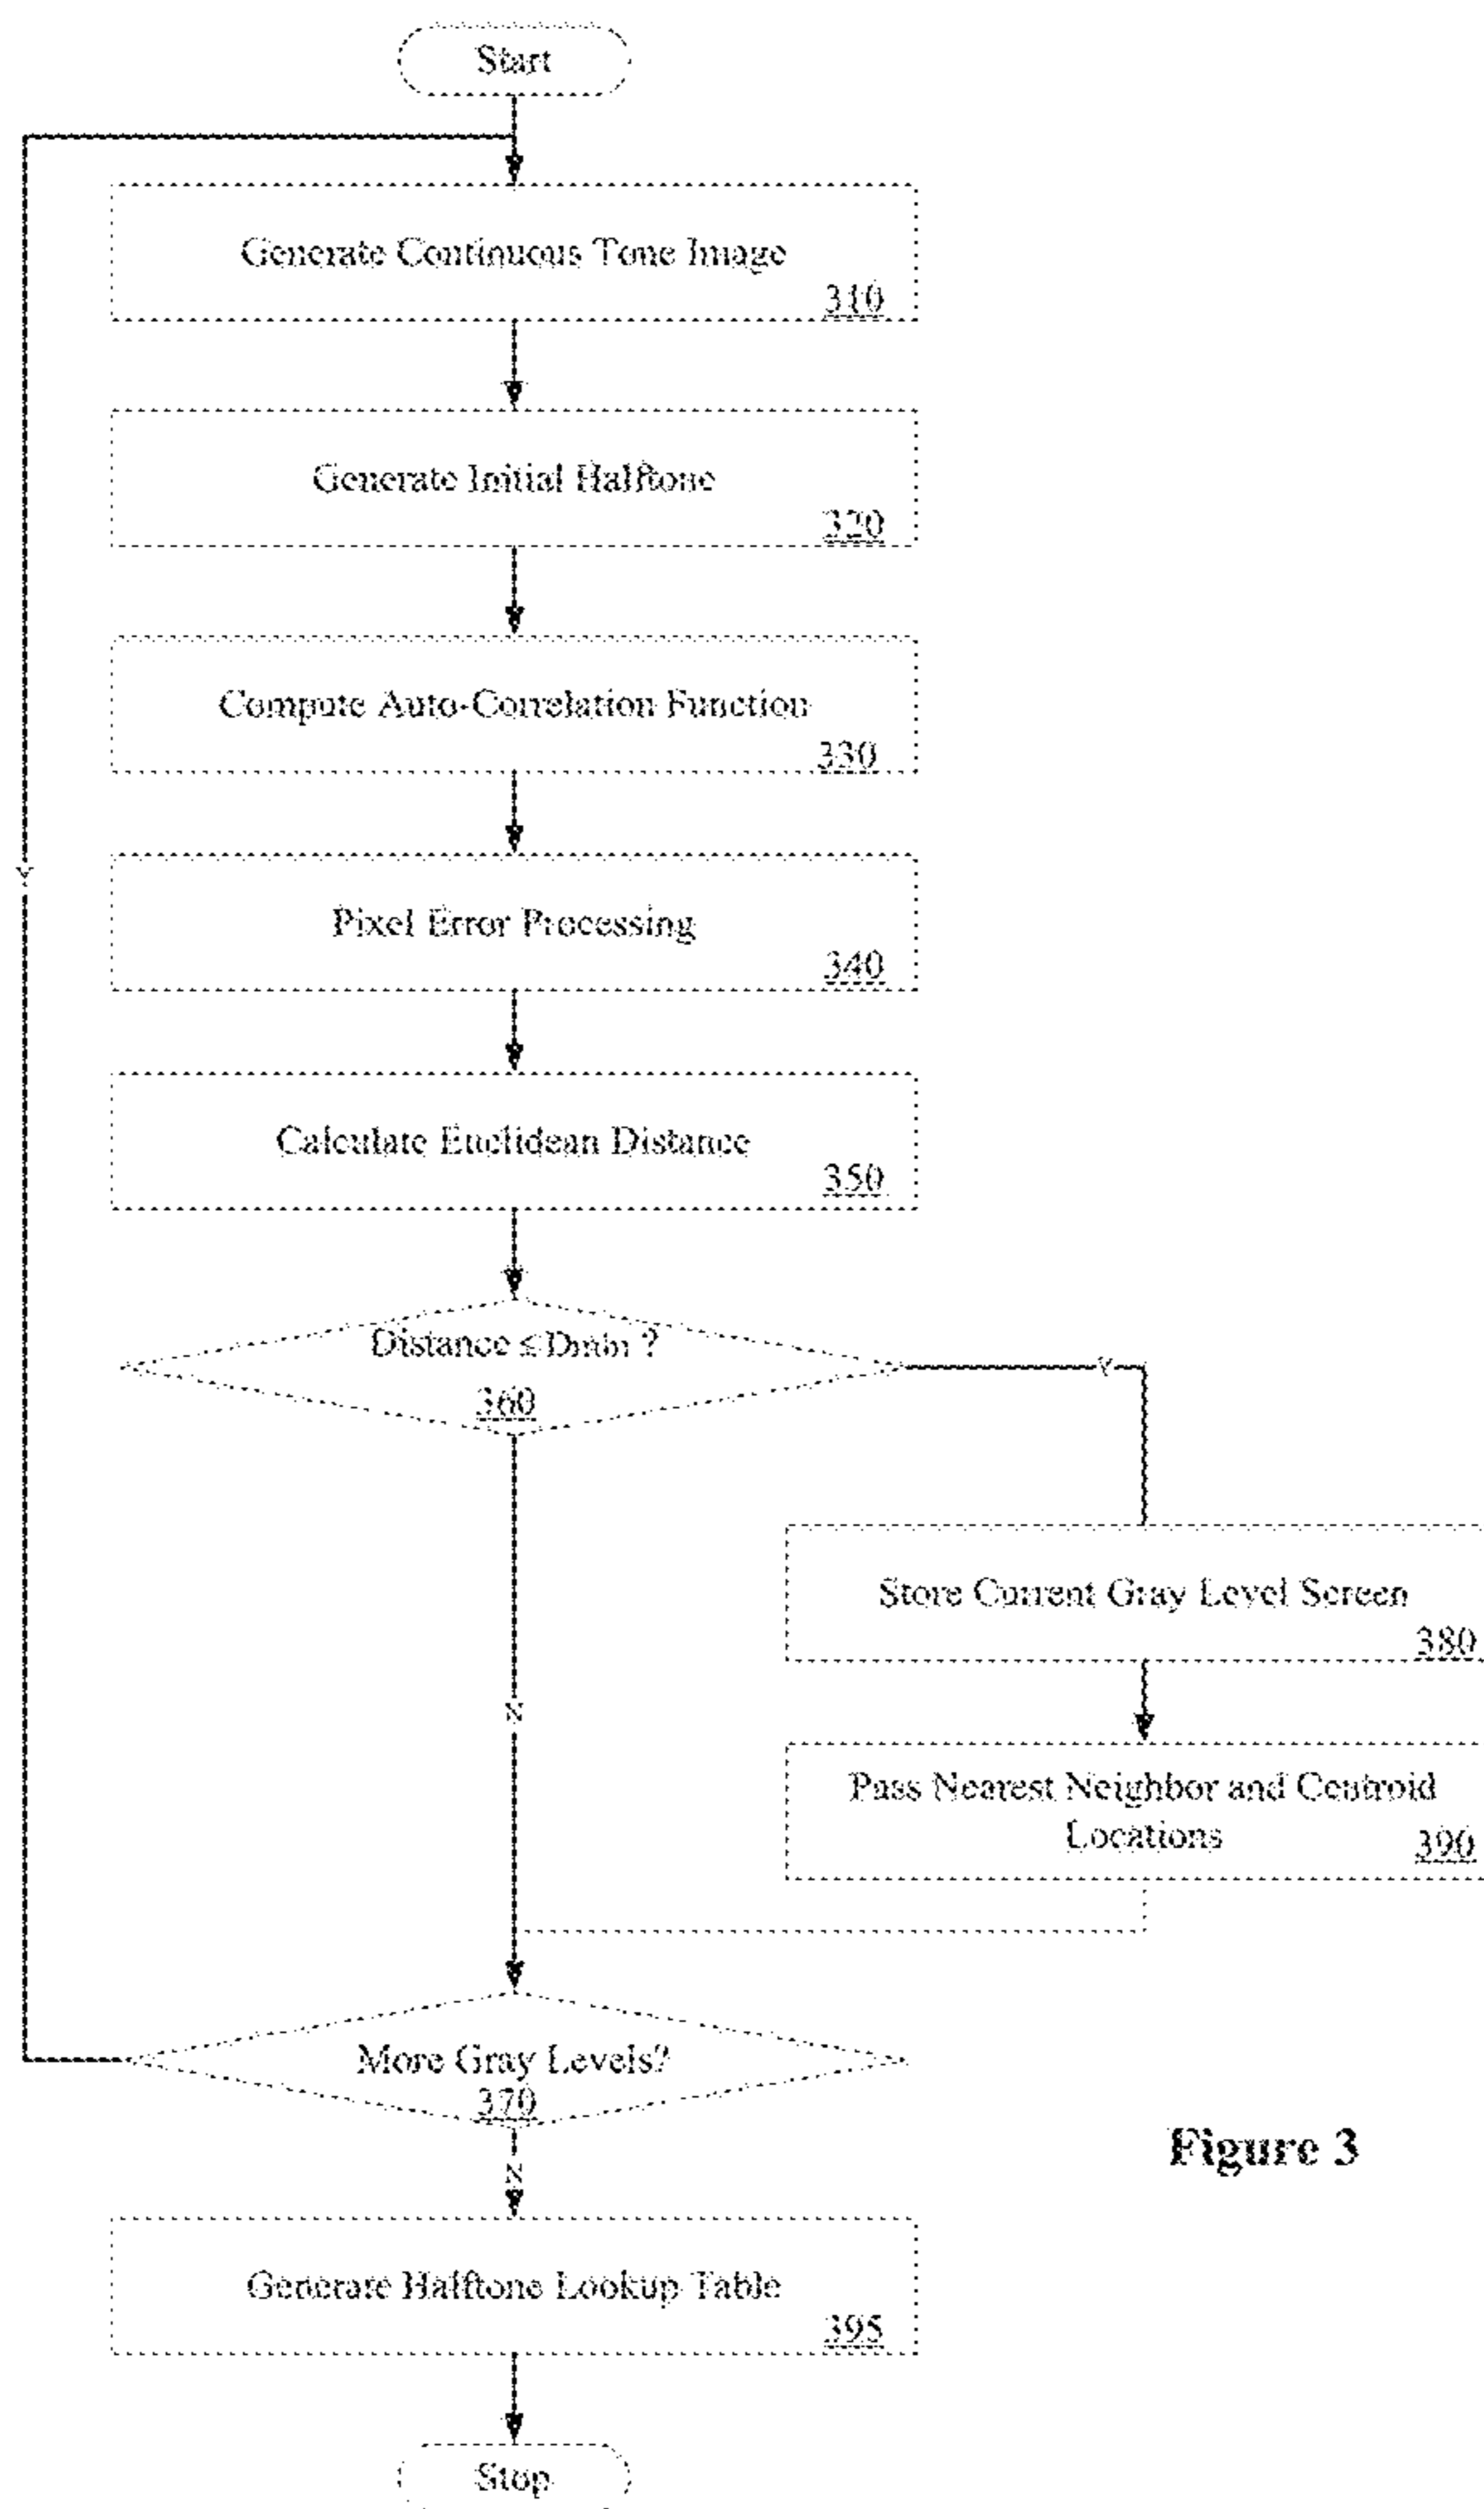 Start
Generate Continuous Tone Image
310
Generate Initial Halftone
320
Compute Auto-Correlation Function
330
Pixel Error Processing
340
Calculate Euclidean Distance
350
Distance ≤ Dmin ?
360
Y
Y
Store Current Gray Level Screen
380
N
Pass Nearest Neighbor and Centroid
Locations
390
More Gray Levels?
370
N
Figure 3
Generate Halftone Lookup Table
395
Stop